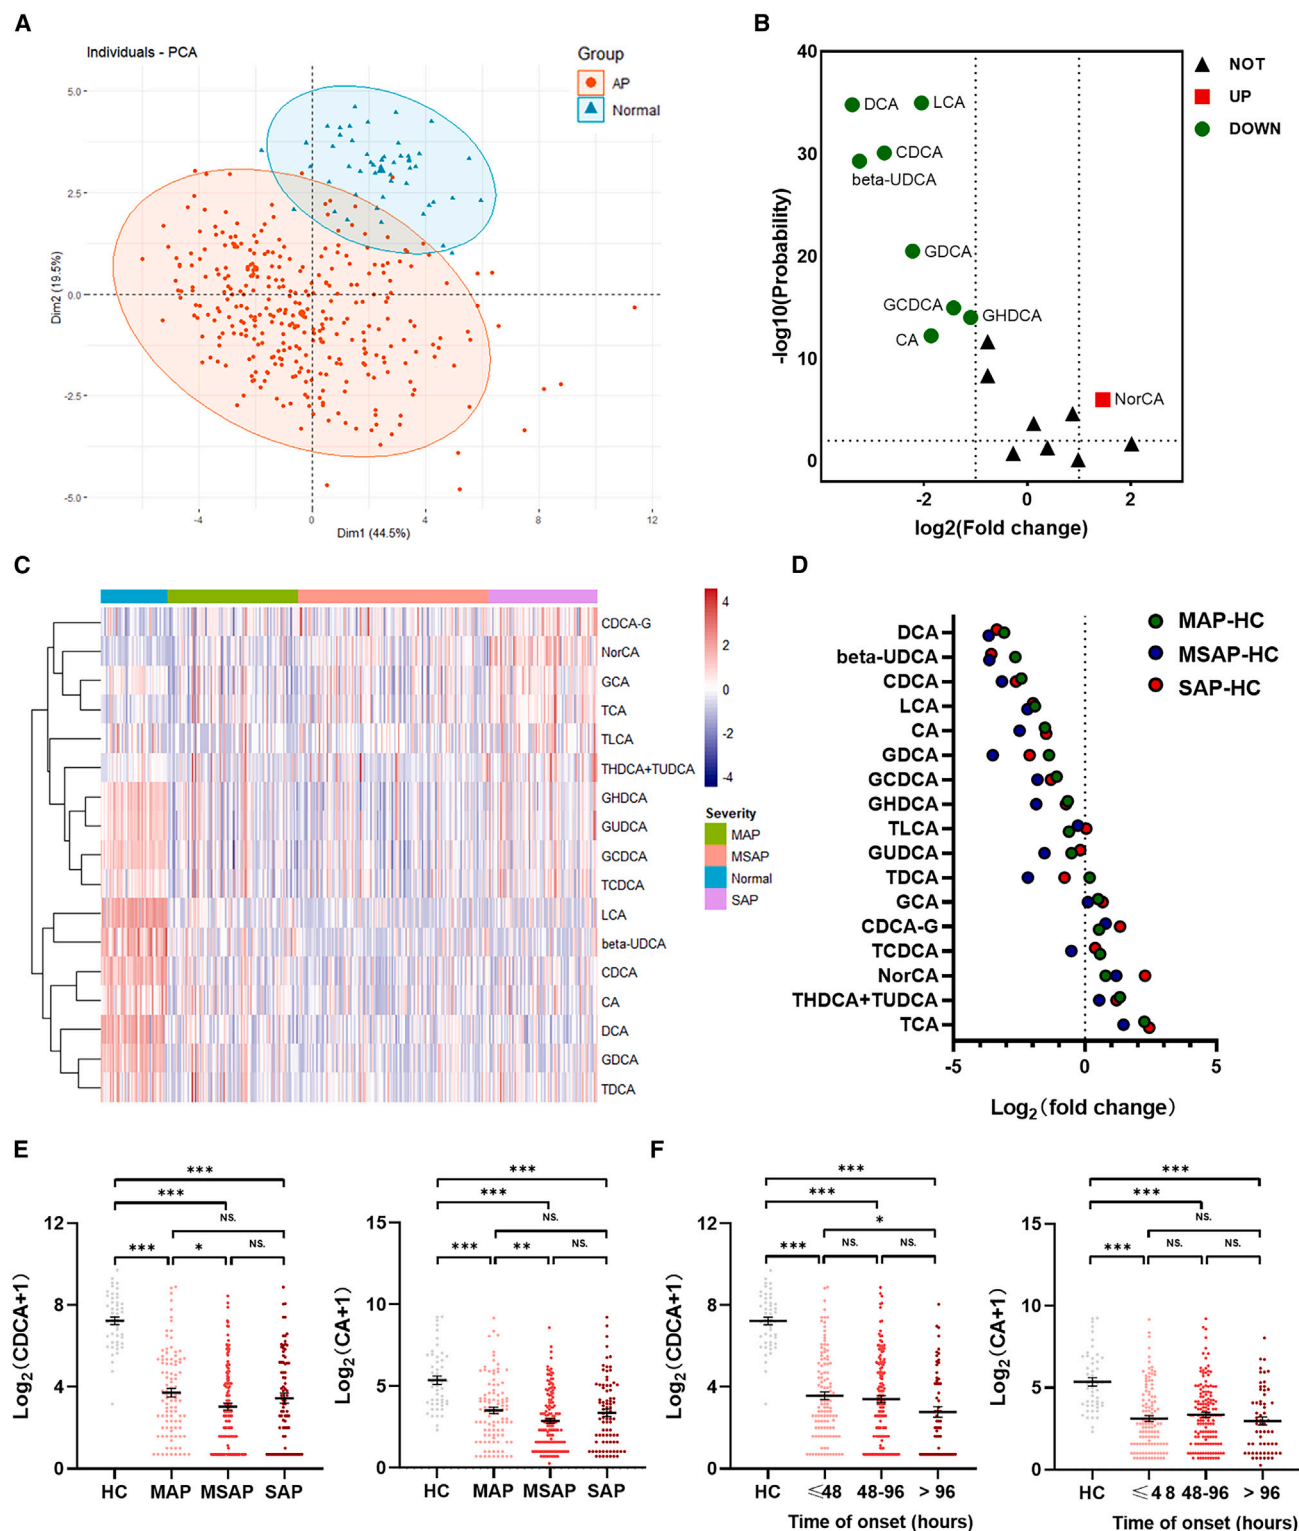 A
Individuals - PCA
Group
AP
Normal
5.0
2.5
0.0
-2.5
-5.0
Dim2 (19.5%)
-4
0
4
8
12
Dim1 (44.5%)
B
40
30
20
10
0
-log10(Probability)
DCA
LCA
CDCA
beta-UDCA
GDCA
GCDCA
GHDCA
CA
NorCA
-2
0
2
log2(Fold change)
NOT
UP
DOWN
C
CDCA-G
NorCA
GCA
TCA
TLCA
THDCA+TUDCA
GHDCA
GUDCA
GCDCA
TCDCA
LCA
beta-UDCA
CDCA
CA
DCA
GDCA
TDCA
4
2
0
-2
-4
Severity
MAP
MSAP
Normal
SAP
D
DCA
beta-UDCA
CDCA
LCA
CA
GDCA
GCDCA
GHDCA
TLCA
GUDCA
TDCA
GCA
CDCA-G
TCDCA
NorCA
THDCA+TUDCA
TCA
-5
0
5
Log2(fold change)
MAP-HC
MSAP-HC
SAP-HC
E
***
***
NS.
***
*
NS.
12
8
4
0
Log2(CDCA+1)
HC MAP MSAP SAP
***
***
NS.
***
**
NS.
15
10
5
0
Log2(CA+1)
HC MAP MSAP SAP
F
***
***
*
***
NS.
NS.
12
8
4
0
Log2(CDCA+1)
HC ≤48 48-96 > 96
Time of onset (hours)
***
***
NS.
***
NS.
NS.
15
10
5
0
Log2(CA+1)
HC ≤48 48-96 > 96
Time of onset (hours)